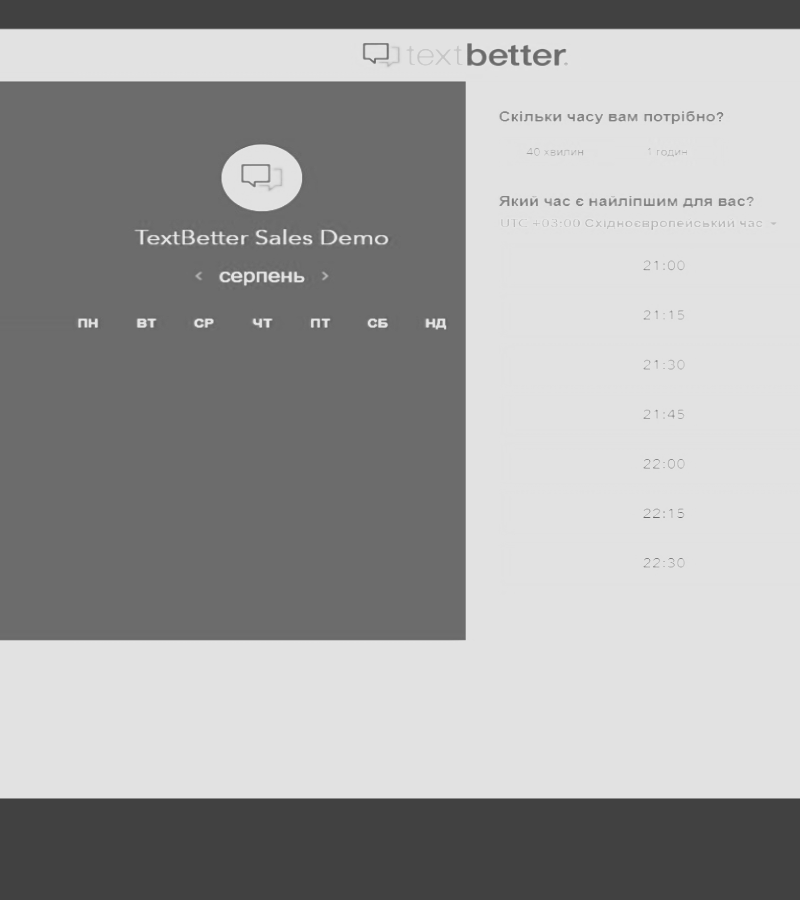 textbetter.
TextBetter Sales Demo
серпень
ПН ВТ СР ЧТ ПТ СБ НД
Скільки часу вам потрібно?
40 хвилин 1 годин
Який час є найліпшим для вас?
UTC +03:00 Східноєвропейський час
21:00
21:15
21:30
21:45
22:00
22:15
22:30